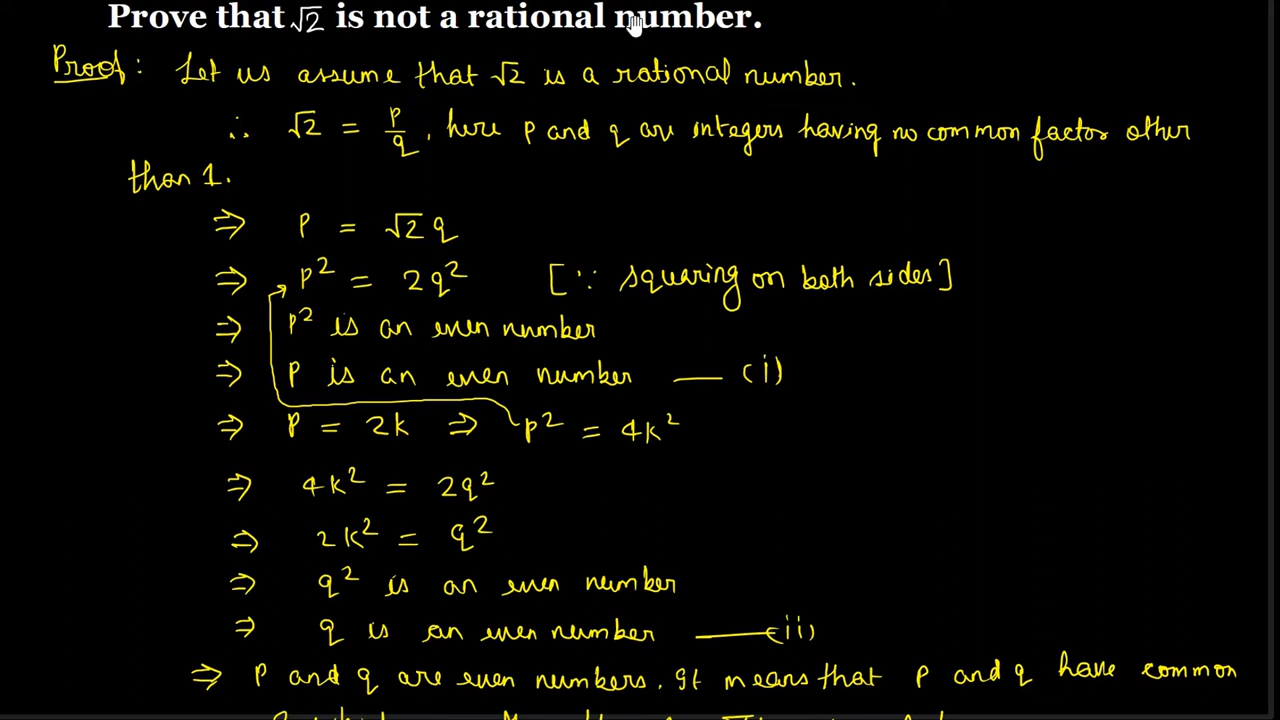 Prove that √2 is not a rational number.
Proof: Let us assume that √2 is a rational number.
∴ √2 = p/q, here p and q are integers having no common factor other
than 1.
⇒ p = √2 q
⇒ p² = 2q² [∵ squaring on both sides]
⇒ p² is an even number
⇒ p is an even number — (i)
⇒ p = 2k ⇒ p² = 4k²
⇒ 4k² = 2q²
⇒ 2k² = q²
⇒ q² is an even number
⇒ q is an even number — (ii)
⇒ p and q are even numbers. It means that p and q have common